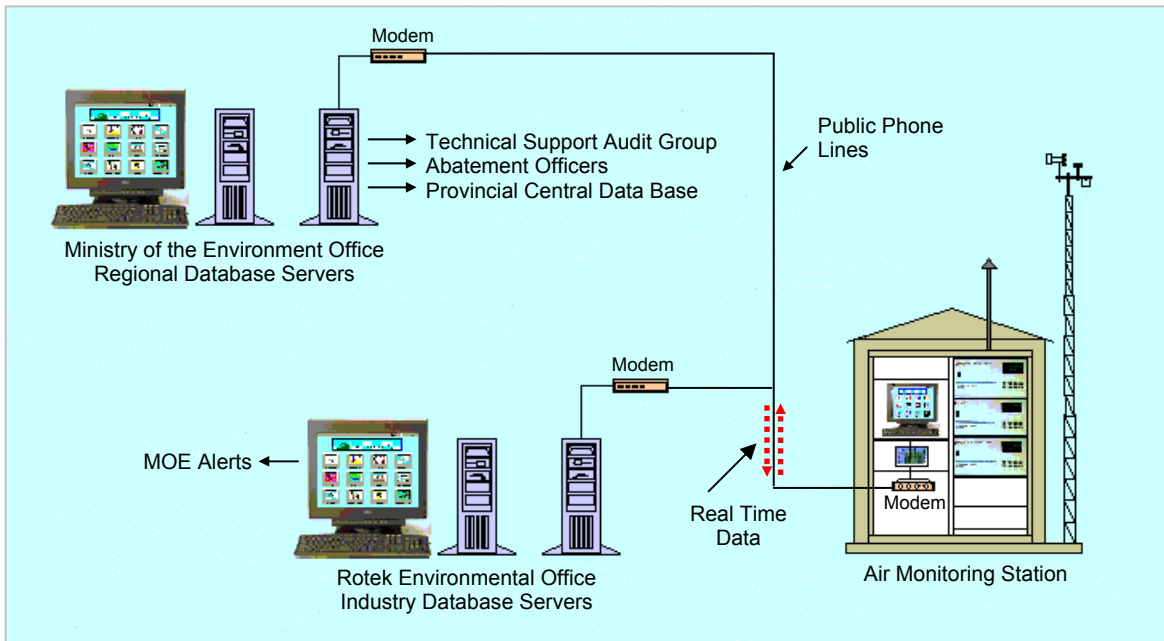 Modem
Technical Support Audit Group
Abatement Officers
Provincial Central Data Base
Public Phone
Lines
Ministry of the Environment Office
Regional Database Servers
Modem
MOE Alerts
Real Time
Data
Modem
Rotek Environmental Office
Industry Database Servers
Air Monitoring Station